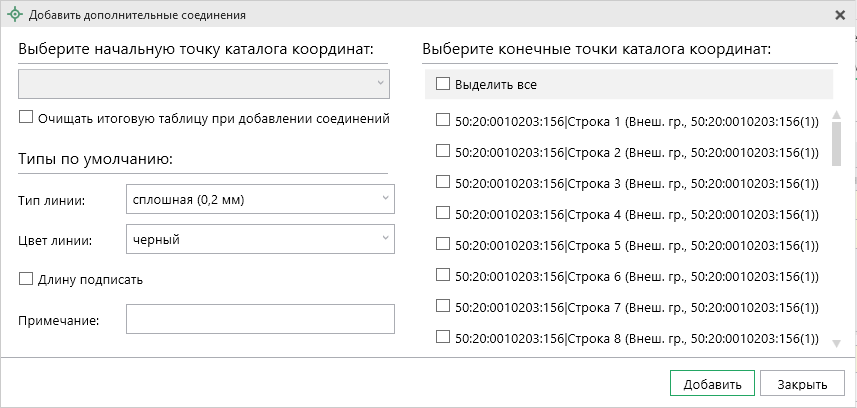 Добавить дополнительные соединения
Выберите начальную точку каталога координат:
Очищать итоговую таблицу при добавлении соединений
Типы по умолчанию:
Тип линии:
сплошная (0,2 мм)
Цвет линии:
черный
Длину подписать
Примечание:
Выберите конечные точки каталога координат:
Выделить все
50:20:0010203:156|Строка 1 (Внеш. гр., 50:20:0010203:156(1))
50:20:0010203:156|Строка 2 (Внеш. гр., 50:20:0010203:156(1))
50:20:0010203:156|Строка 3 (Внеш. гр., 50:20:0010203:156(1))
50:20:0010203:156|Строка 4 (Внеш. гр., 50:20:0010203:156(1))
50:20:0010203:156|Строка 5 (Внеш. гр., 50:20:0010203:156(1))
50:20:0010203:156|Строка 6 (Внеш. гр., 50:20:0010203:156(1))
50:20:0010203:156|Строка 7 (Внеш. гр., 50:20:0010203:156(1))
50:20:0010203:156|Строка 8 (Внеш. гр., 50:20:0010203:156(1))
Добавить
Закрыть